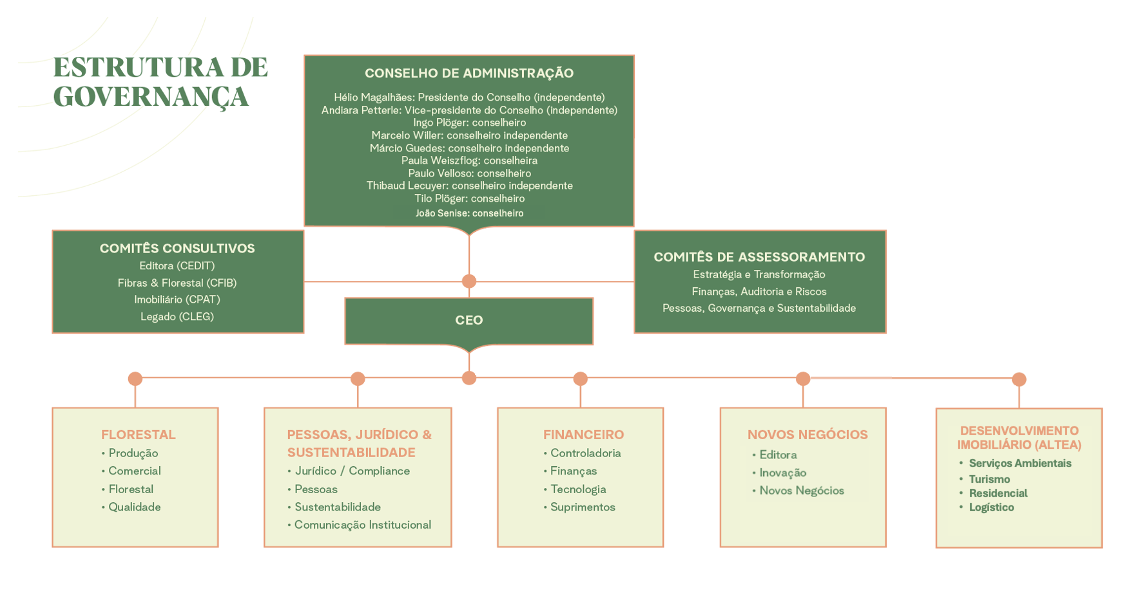 ESTRUTURA DE
GOVERNANÇA
CONSELHO DE ADMINISTRAÇÃO
Hélio Magalhães: Presidente do Conselho (independente)
Andiara Petterle: Vice-presidente do Conselho (independente)
Ingo Plöger: conselheiro
Marcelo Willer: conselheiro independente
Márcio Guedes: conselheiro independente
Paula Weiszflog: conselheira
Paulo Velloso: conselheiro
Thibaud Lecuyer: conselheiro independente
Tilo Plöger: conselheiro
João Senise: conselheiro
COMITÊS CONSULTIVOS
Editora (CEDIT)
Fibras & Florestal (CFIB)
Imobiliário (CPAT)
Legado (CLEG)
COMITÊS DE ASSESSORAMENTO
Estratégia e Transformação
Finanças, Auditoria e Riscos
Pessoas, Governança e Sustentabilidade
CEO
FLORESTAL
• Produção
• Comercial
• Florestal
• Qualidade
PESSOAS, JURÍDICO &
SUSTENTABILIDADE
• Jurídico / Compliance
• Pessoas
• Sustentabilidade
• Comunicação Institucional
FINANCEIRO
• Controladoria
• Finanças
• Tecnologia
• Suprimentos
NOVOS NEGÓCIOS
• Editora
• Inovação
• Novos Negócios
DESENVOLVIMENTO
IMOBILIÁRIO (ALTEA)
• Serviços Ambientais
• Turismo
• Residencial
• Logístico